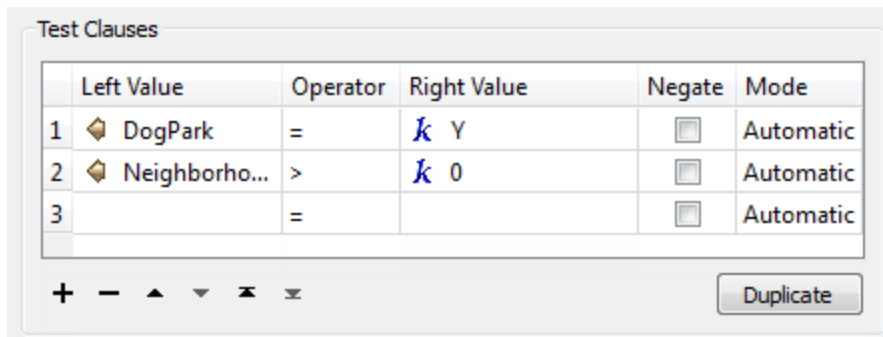 Test Clauses
Left Value Operator Right Value Negate Mode
1 DogPark = k Y Automatic
2 Neighborho... > k 0 Automatic
3 = Automatic
Duplicate